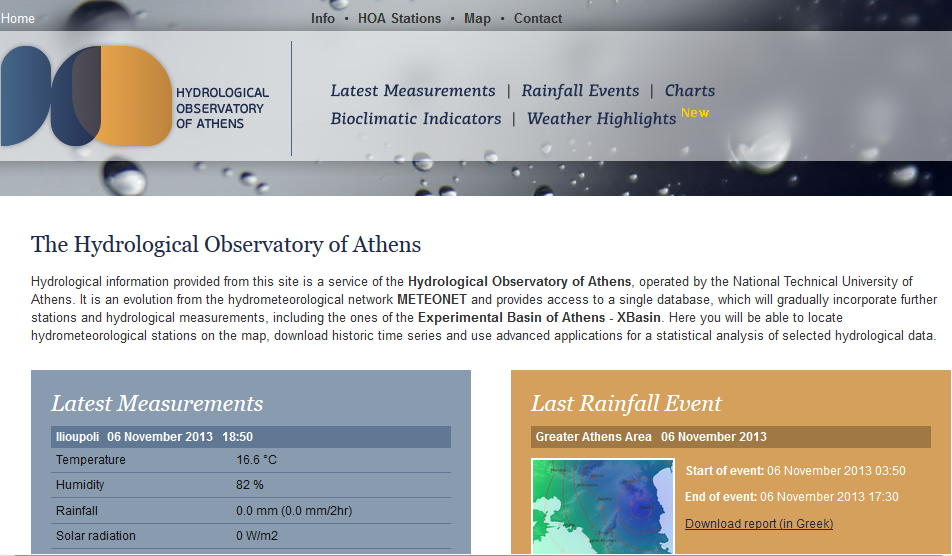 Home
Info • HOA Stations • Map • Contact
HYDROLOGICAL
OBSERVATORY
OF ATHENS
Latest Measurements | Rainfall Events | Charts
Bioclimatic Indicators | Weather Highlights New
The Hydrological Observatory of Athens
Hydrological information provided from this site is a service of the Hydrological Observatory of Athens, operated by the National Technical University of
Athens. It is an evolution from the hydrometeorological network METEONET and provides access to a single database, which will gradually incorporate further
stations and hydrological measurements, including the ones of the Experimental Basin of Athens - XBasin. Here you will be able to locate
hydrometeorological stations on the map, download historic time series and use advanced applications for a statistical analysis of selected hydrological data.
Latest Measurements
Ilioupoli 06 November 2013 18:50
Temperature 16.6 °C
Humidity 82 %
Rainfall 0.0 mm (0.0 mm/2hr)
Solar radiation 0 W/m2
Last Rainfall Event
Greater Athens Area 06 November 2013
Start of event: 06 November 2013 03:50
End of event: 06 November 2013 17:30
Download report (in Greek)